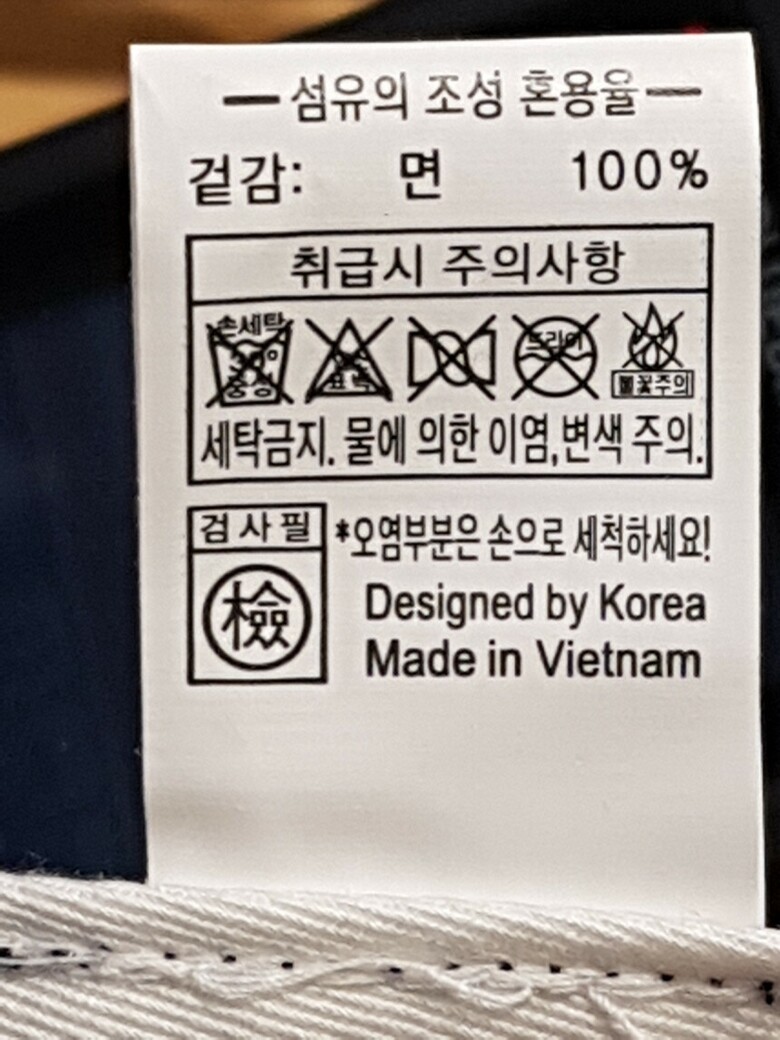 섬유의 조성 혼용율
겉감: 면 100%
취급시 주의사항
손세탁 중성
표백
드라이
불꽃주의
세탁금지. 물에 의한 이염,변색 주의.
검사필
檢
*오염부분은 손으로 세척하세요!
Designed by Korea
Made in Vietnam